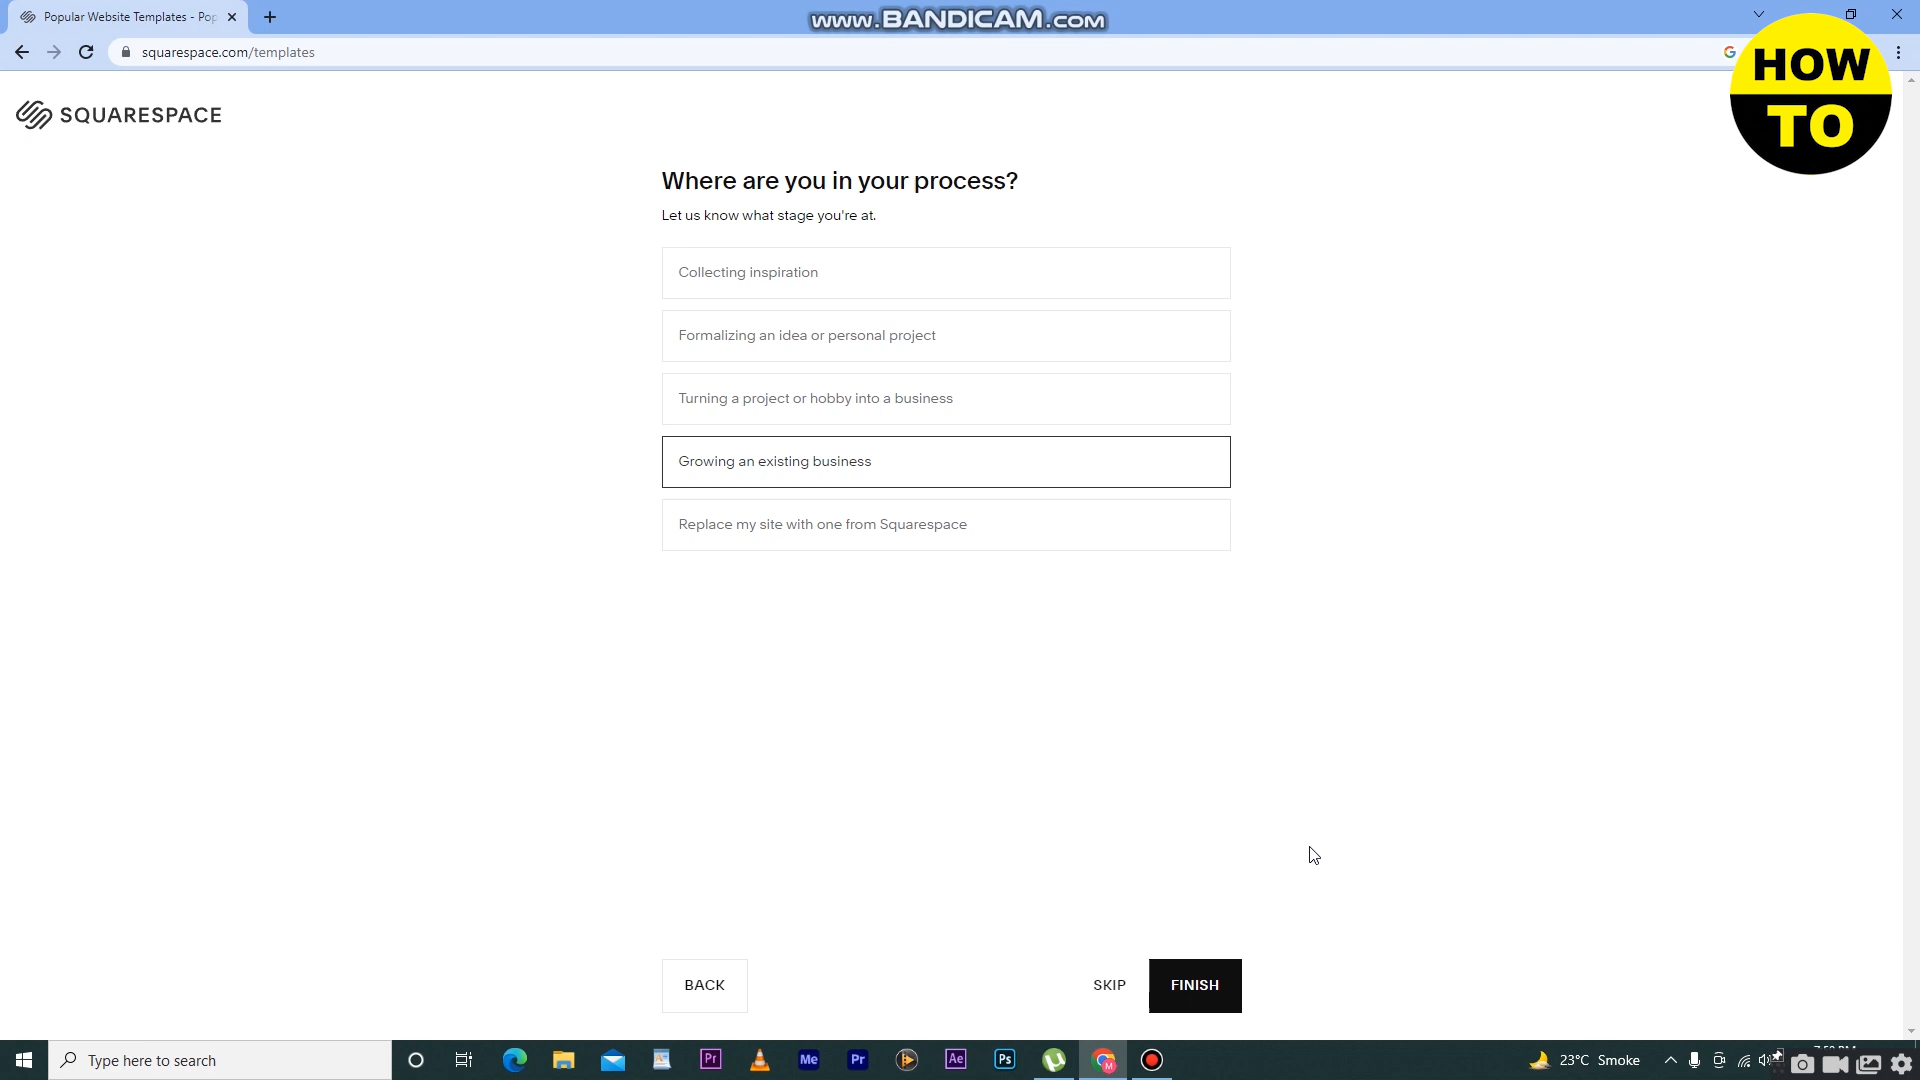 Popular Website Templates - Pop
www.BANDICAM.com
squarespace.com/templates
HOW
TO
SQUARESPACE
Where are you in your process?
Let us know what stage you're at.
Collecting inspiration
Formalizing an idea or personal project
Turning a project or hobby into a business
Growing an existing business
Replace my site with one from Squarespace
BACK
SKIP
FINISH
Type here to search
Pr
Me
Pr
Ae
Ps
M
23°C Smoke